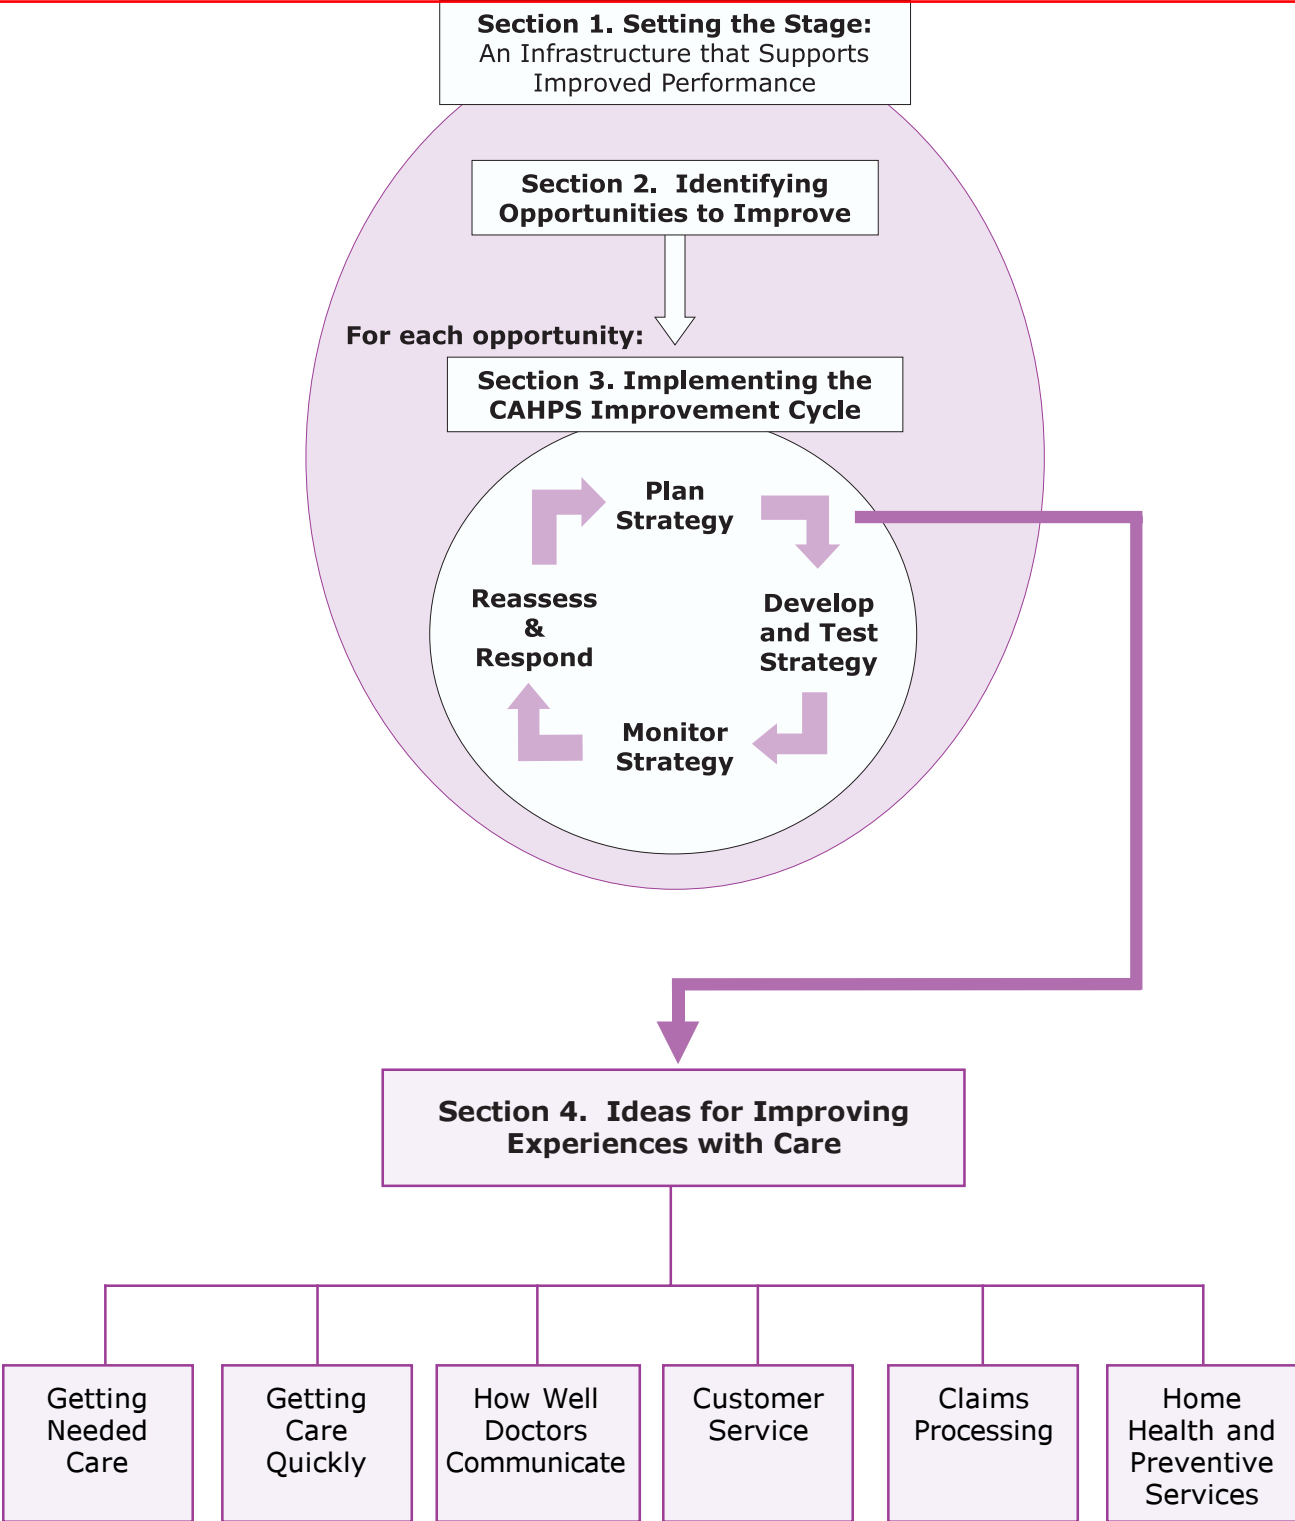 Section 1. Setting the Stage:
An Infrastructure that Supports
Improved Performance
Section 2.  Identifying
Opportunities to Improve
For each opportunity:
Section 3. Implementing the
CAHPS Improvement Cycle
Plan
Strategy
Develop
and Test
Strategy
Monitor
Strategy
Reassess
&
Respond
Section 4.  Ideas for Improving
Experiences with Care
Getting
Needed
Care
Getting
Care
Quickly
How Well
Doctors
Communicate
Customer
Service
Claims
Processing
Home
Health and
Preventive
Services